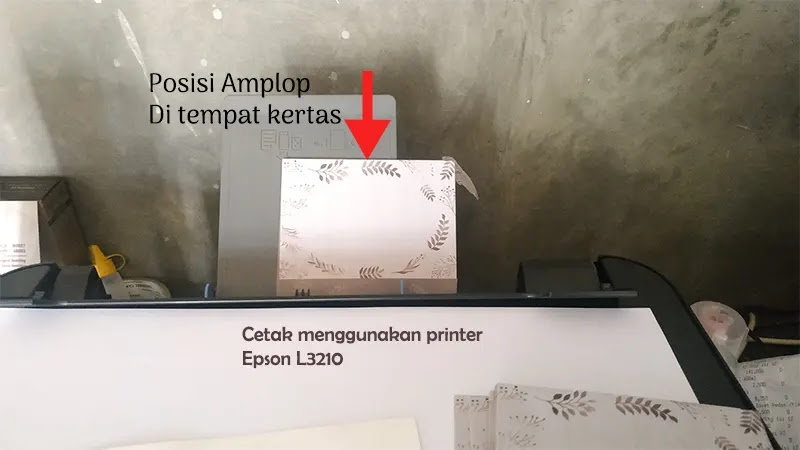 Posisi Amplop
Di tempat kertas
Cetak menggunakan printer
Epson L3210